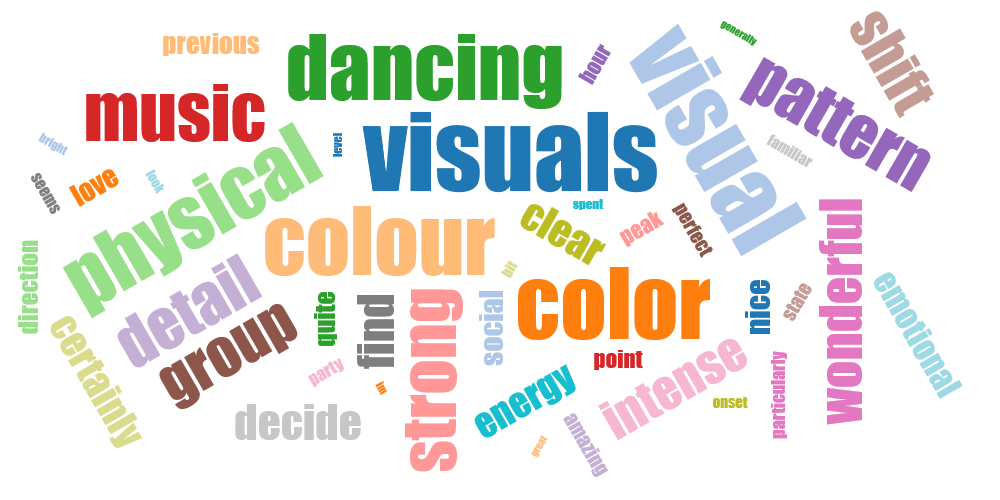 previous
dancing
hour
visual
generally
shift
music
visuals
pattern
bright
level
familiar
seems
love
look
physical
colour
clear
spent
peak
perfect
wonderful
direction
detail
group
quite
find
strong
social
bit
color
nice
state
emotional
certainly
party
im
point
intense
particularly
decide
energy
onset
great
amazing